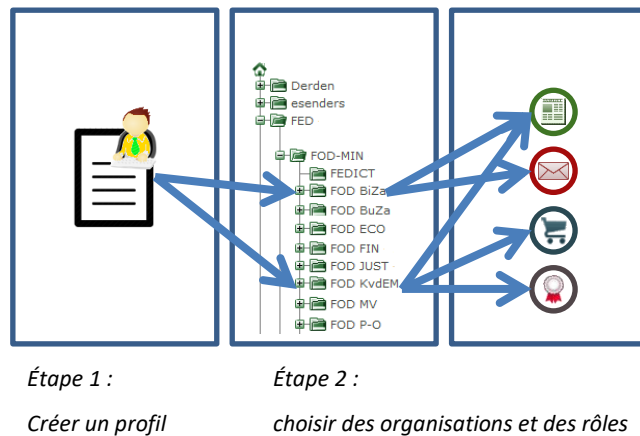 Derden
esenders
FED
FOD-MIN
FEDICT
FOD BiZa
FOD BuZa
FOD ECO
FOD FIN
FOD JUST
FOD KvdEM
FOD MV
FOD P-O
Étape 1 :
Étape 2 :
Créer un profil
choisir des organisations et des rôles